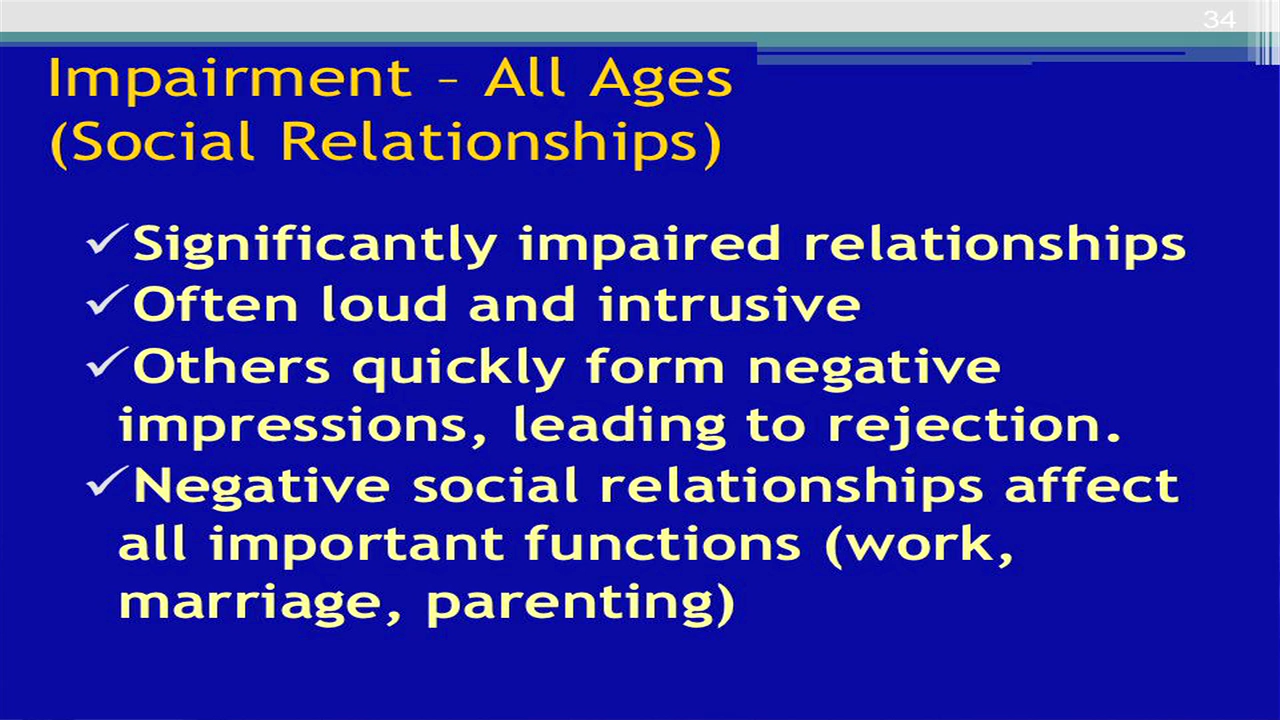 34
Impairment – All Ages
(Social Relationships)
✓Significantly impaired relationships
✓Often loud and intrusive
✓Others quickly form negative
impressions, leading to rejection.
✓Negative social relationships affect
all important functions (work,
marriage, parenting)